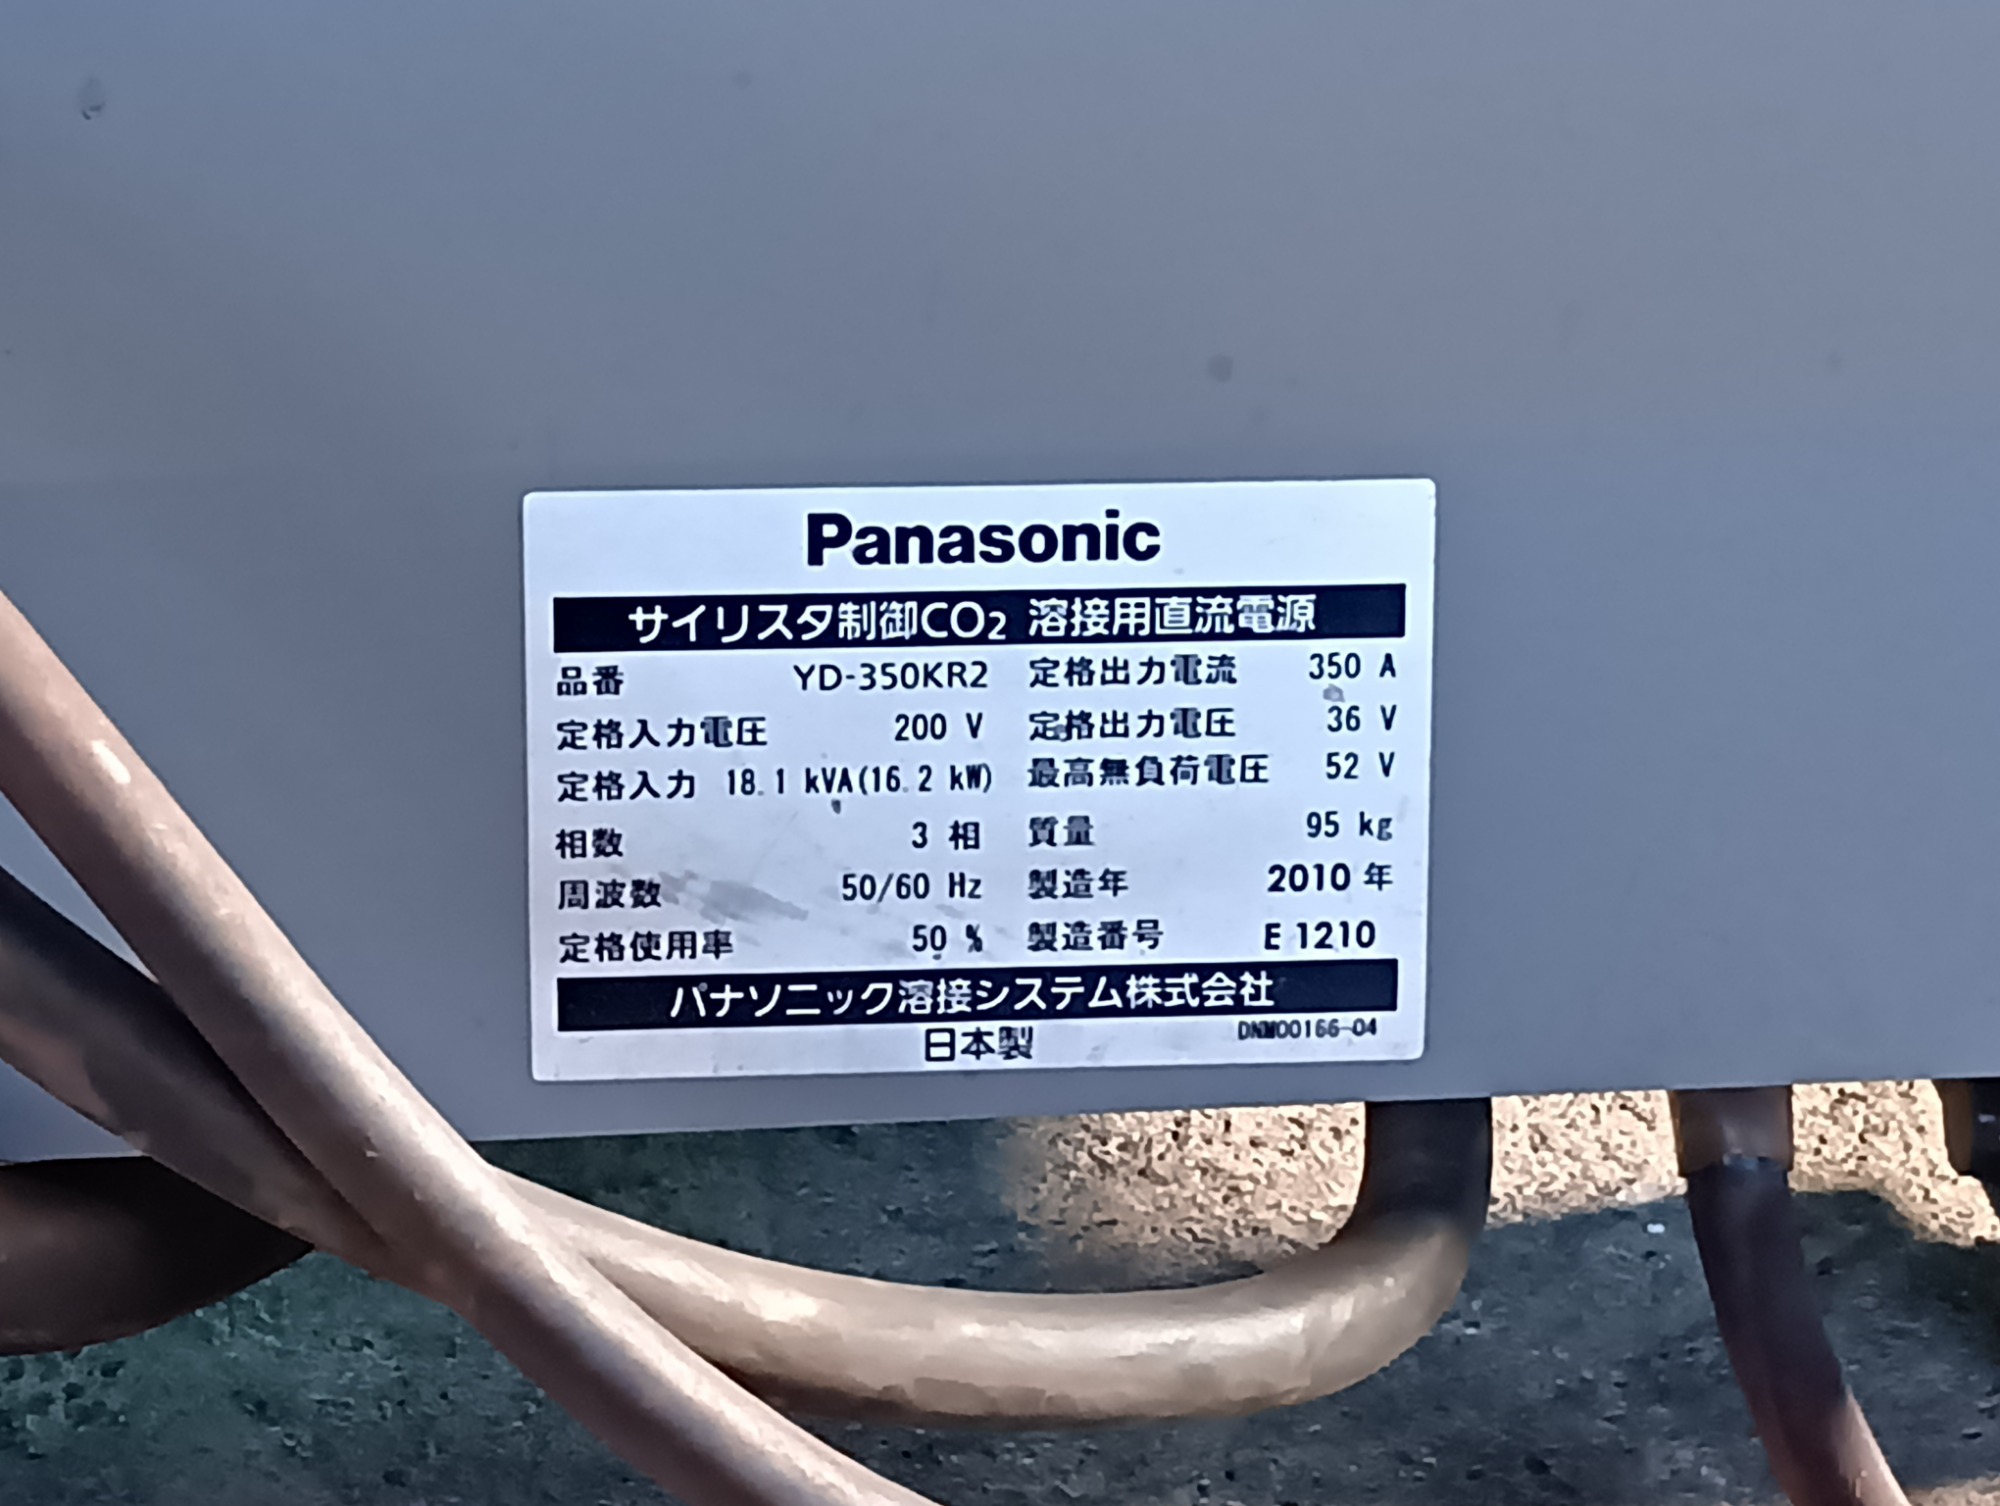 Panasonic
サイリスタ制御CO₂ 溶接用直流電源
品番 YD-350KR2 定格出力電流 350 A
定格入力電圧 200 V 定格出力電圧 36 V
定格入力 18.1 kVA(16.2 kW) 最高無負荷電圧 52 V
相数 3 相 質量 95 kg
周波数 50/60 Hz 製造年 2010 年
定格使用率 50 % 製造番号 E 1210
パナソニック溶接システム株式会社
日本製 DNM00166-04